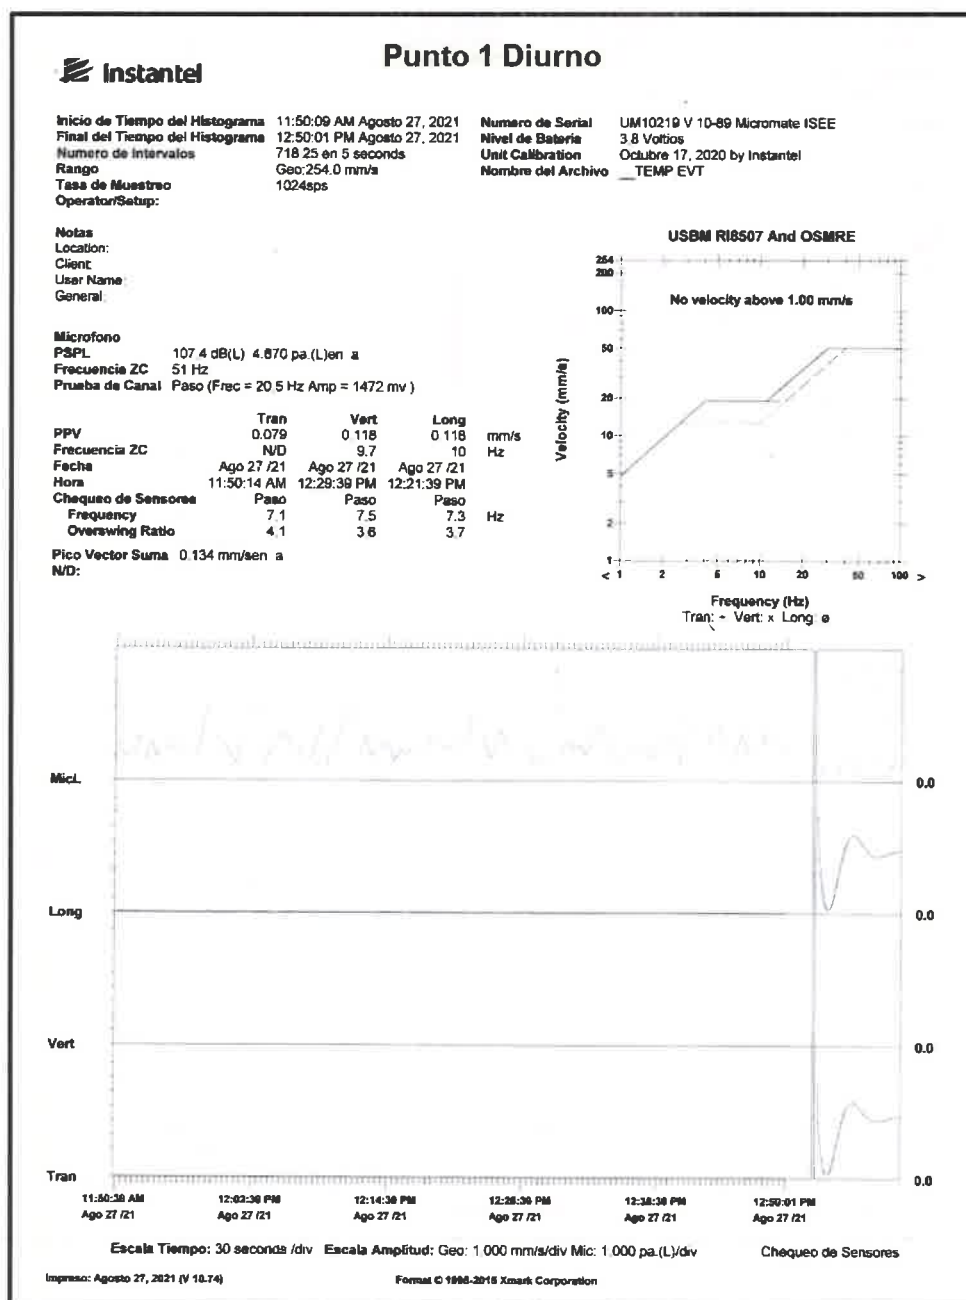 Punto 1 Diurno
Instantel
Inicio de Tiempo del Histograma 11:50:09 AM Agosto 27, 2021
Final del Tiempo del Histograma 12:50:01 PM Agosto 27, 2021
Numero de Intervalos 718.25 en 5 seconds
Rango Geo:254.0 mm/s
Tasa de Muestreo 1024sps
Operator/Setup:
Numero de Serial UM10219 V 10-89 Micromate ISEE
Nivel de Bateria 3.8 Voltios
Unit Calibration Octubre 17, 2020 by Instantel
Nombre del Archivo __TEMP EVT
Notas
Location:
Client:
User Name:
General:
USBM RI8507 And OSMRE
254
200
No velocity above 1.00 mm/s
100
50
20
10
5
2
1
Velocity (mm/s)
< 1 2 5 10 20 50 100 >
Frequency (Hz)
Tran: + Vert: x Long: ø
Microfono
PSPL 107.4 dB(L) 4.670 pa.(L)en a
Frecuencia ZC 51 Hz
Prueba de Canal Paso (Frec = 20.5 Hz Amp = 1472 mv )
Tran Vert Long
PPV 0.079 0.118 0.118 mm/s
Frecuencia ZC N/D 9.7 10 Hz
Fecha Ago 27 /21 Ago 27 /21 Ago 27 /21
Hora 11:50:14 AM 12:29:39 PM 12:21:39 PM
Chequeo de Sensores Paso Paso Paso
Frequency 7.1 7.5 7.3 Hz
Overswing Ratio 4.1 3.6 3.7
Pico Vector Suma 0.134 mm/sen a
N/D:
MicL 0.0
Long 0.0
Vert 0.0
Tran 0.0
11:50:39 AM 12:02:39 PM 12:14:39 PM 12:26:39 PM 12:38:39 PM 12:50:01 PM
Ago 27 /21 Ago 27 /21 Ago 27 /21 Ago 27 /21 Ago 27 /21 Ago 27 /21
Escala Tiempo: 30 seconds /div Escala Amplitud: Geo: 1.000 mm/s/div Mic: 1.000 pa.(L)/div Chequeo de Sensores
Impreso: Agosto 27, 2021 (V 10.74) Format © 1996-2015 Xmark Corporation